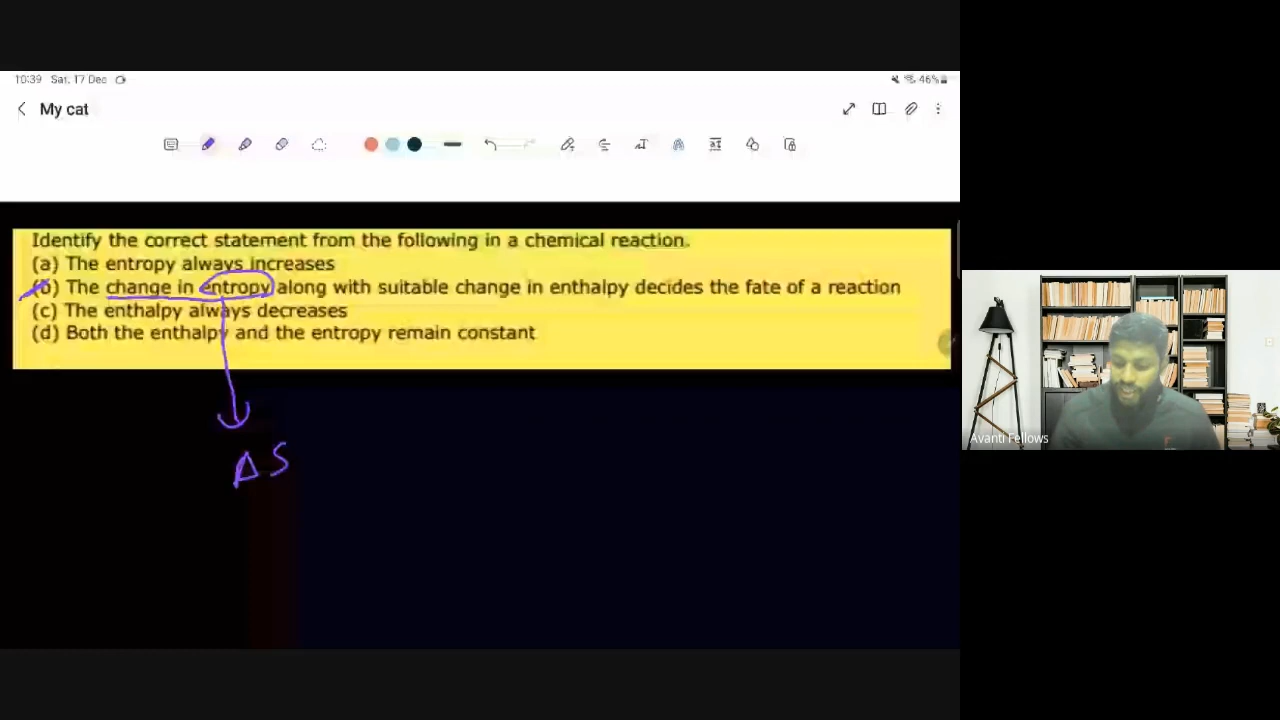 10:39 Sat, 17 Dec
46%
My cat
Identify the correct statement from the following in a chemical reaction.
(a) The entropy always increases
(b) The change in entropy along with suitable change in enthalpy decides the fate of a reaction
(c) The enthalpy always decreases
(d) Both the enthalpy and the entropy remain constant
Δ S
Avanti Fellows